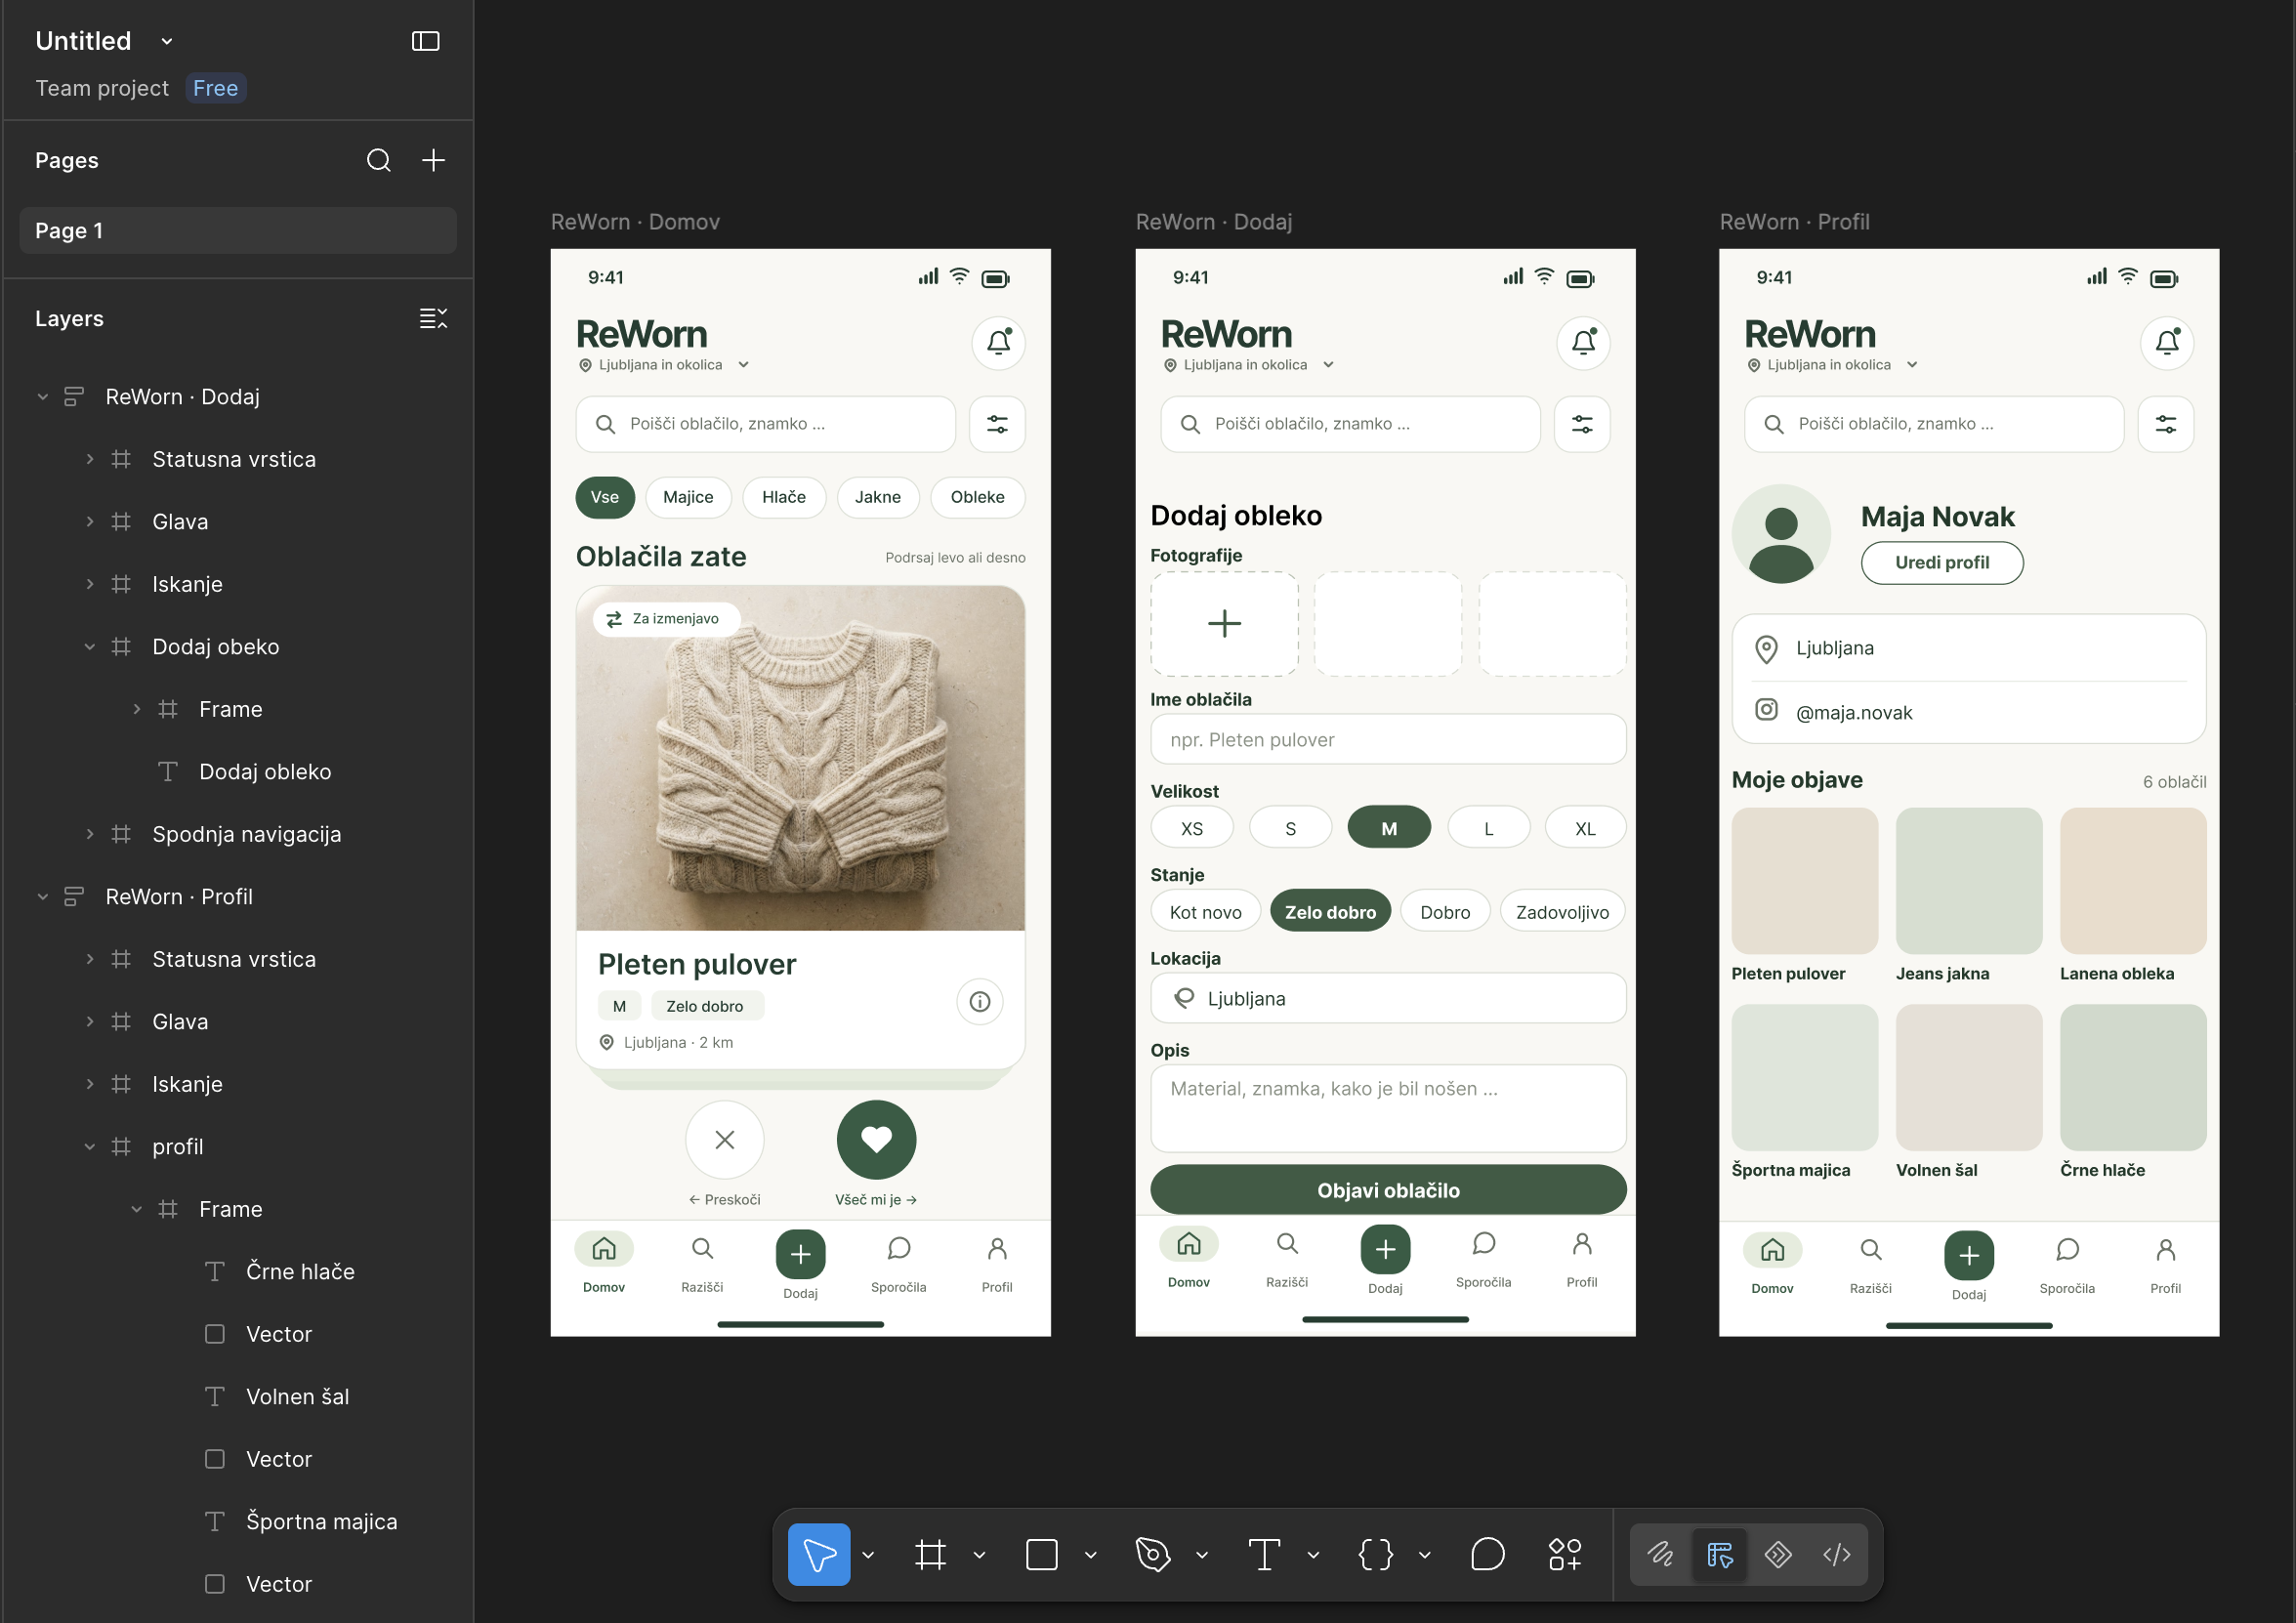 Untitled
Team project Free
Pages
Page 1
Layers
ReWorn · Dodaj
Statusna vrstica
Glava
Iskanje
Dodaj obeko
Frame
Dodaj obleko
Spodnja navigacija
ReWorn · Profil
Statusna vrstica
Glava
Iskanje
profil
Frame
Črne hlače
Vector
Volnen šal
Vector
Športna majica
Vector
ReWorn · Domov
9:41
ReWorn
Ljubljana in okolica
Poišči oblačilo, znamko ...
Vse Majice Hlače Jakne Obleke
Oblačila zate Podrsaj levo ali desno
Za izmenjavo
Pleten pulover
M Zelo dobro
Ljubljana · 2 km
← Preskoči Všeč mi je →
Domov Razišči Dodaj Sporočila Profil
ReWorn · Dodaj
9:41
ReWorn
Ljubljana in okolica
Poišči oblačilo, znamko ...
Dodaj obleko
Fotografije
Ime oblačila
npr. Pleten pulover
Velikost
XS S M L XL
Stanje
Kot novo Zelo dobro Dobro Zadovoljivo
Lokacija
Ljubljana
Opis
Material, znamka, kako je bil nošen ...
Objavi oblačilo
Domov Razišči Dodaj Sporočila Profil
ReWorn · Profil
9:41
ReWorn
Ljubljana in okolica
Poišči oblačilo, znamko ...
Maja Novak
Uredi profil
Ljubljana
@maja.novak
Moje objave 6 oblačil
Pleten pulover Jeans jakna Lanena obleka
Športna majica Volnen šal Črne hlače
Domov Razišči Dodaj Sporočila Profil